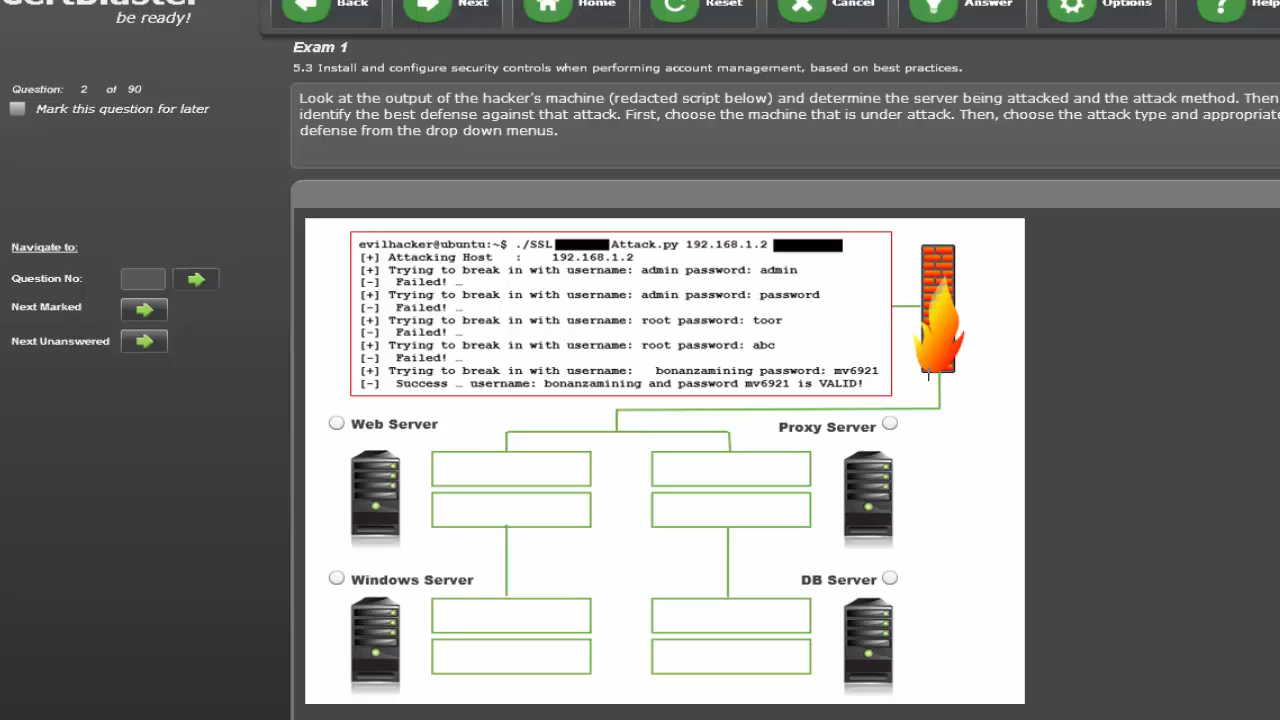 CertBlaster
be ready!
Back
Next
Home
Reset
Cancel
Answer
Options
Help
Exam 1
5.3 Install and configure security controls when performing account management, based on best practices.
Question: 2 of 90
Mark this question for later
Look at the output of the hacker's machine (redacted script below) and determine the server being attacked and the attack method. Then
identify the best defense against that attack. First, choose the machine that is under attack. Then, choose the attack type and appropriate
defense from the drop down menus.
Navigate to:
Question No:
Next Marked
Next Unanswered
evilhacker@ubuntu:~$ ./SSL Attack.py 192.168.1.2
[+] Attacking Host : 192.168.1.2
[+] Trying to break in with username: admin password: admin
[-] Failed! …
[+] Trying to break in with username: admin password: password
[-] Failed! …
[+] Trying to break in with username: root password: toor
[-] Failed! …
[+] Trying to break in with username: root password: abc
[-] Failed! …
[+] Trying to break in with username: bonanzamining password: mv6921
[-] Success … username: bonanzamining and password mv6921 is VALID!
Web Server
Proxy Server
Windows Server
DB Server